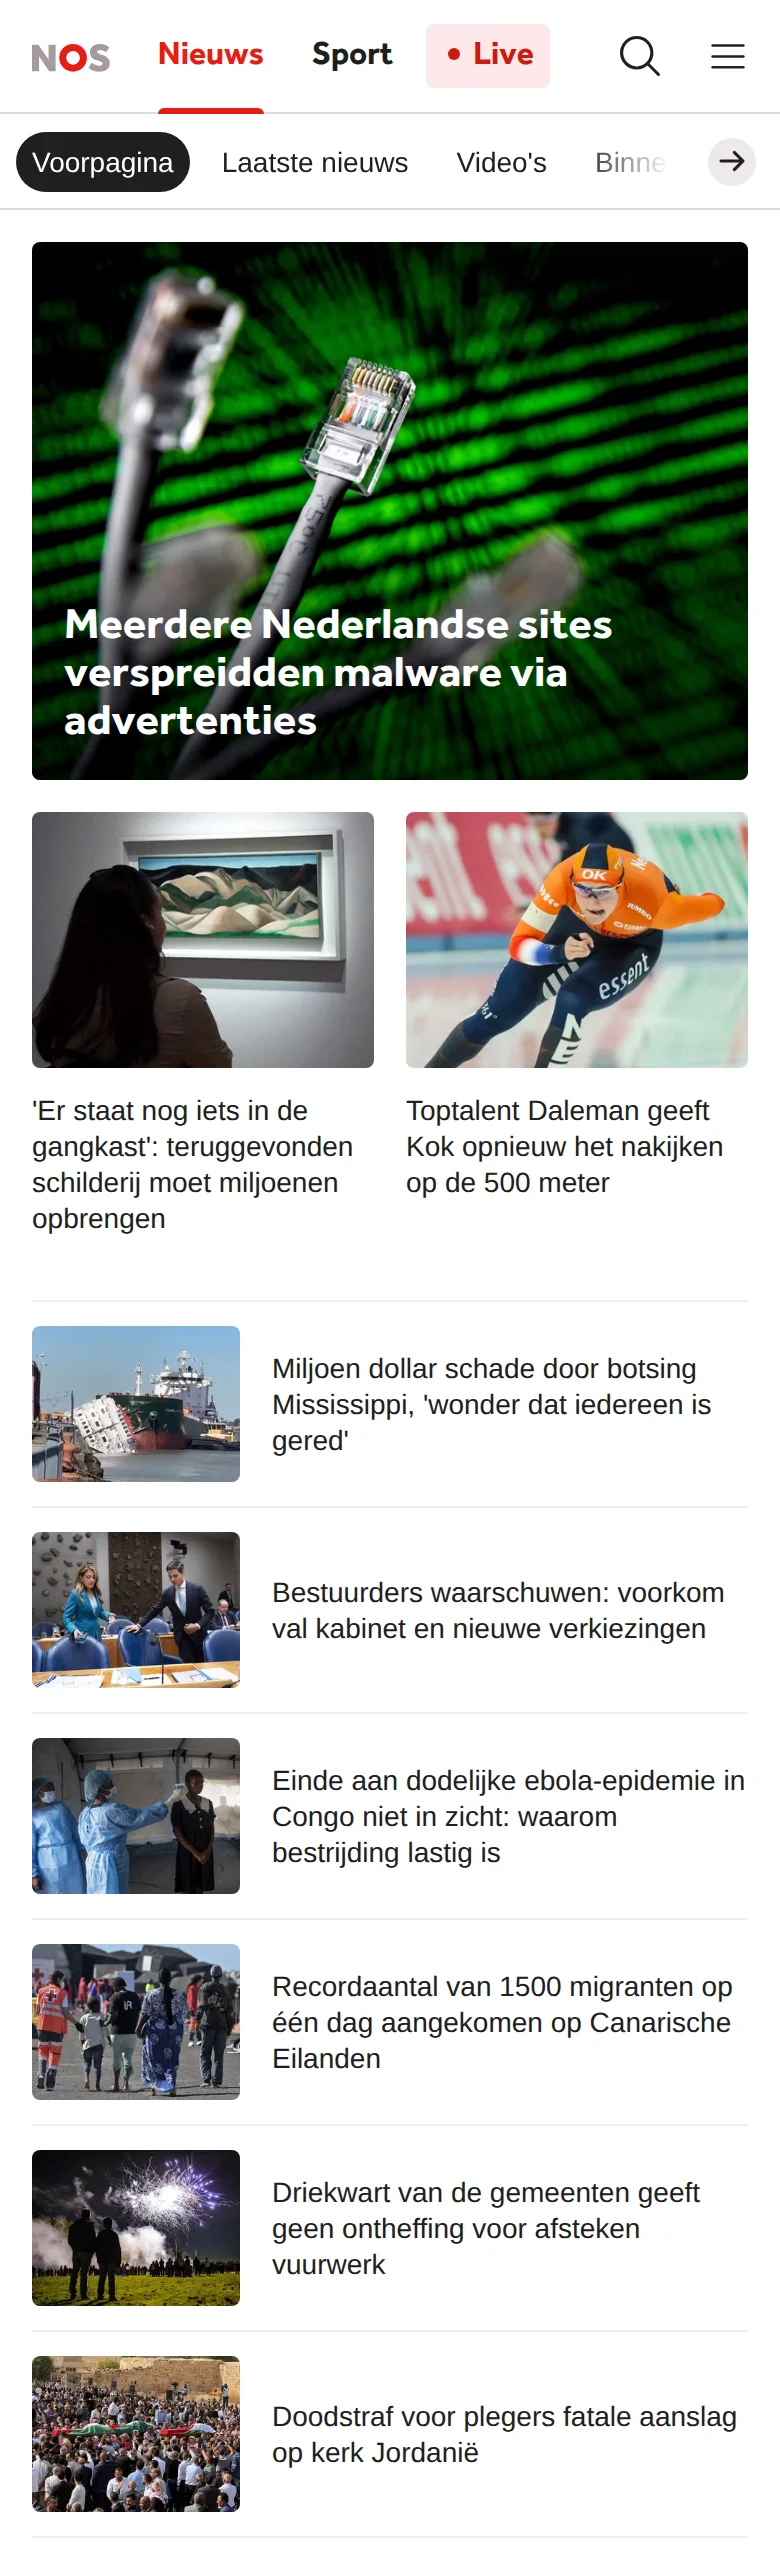 NOS Nieuws Sport Live
Voorpagina Laatste nieuws Video's Binne
Meerdere Nederlandse sites
verspreidden malware via
advertenties
'Er staat nog iets in de
gangkast': teruggevonden
schilderij moet miljoenen
opbrengen
OK
JUMBO
essent
Toptalent Daleman geeft
Kok opnieuw het nakijken
op de 500 meter
Miljoen dollar schade door botsing
Mississippi, 'wonder dat iedereen is
gered'
Bestuurders waarschuwen: voorkom
val kabinet en nieuwe verkiezingen
Einde aan dodelijke ebola-epidemie in
Congo niet in zicht: waarom
bestrijding lastig is
Recordaantal van 1500 migranten op
één dag aangekomen op Canarische
Eilanden
Driekwart van de gemeenten geeft
geen ontheffing voor afsteken
vuurwerk
Doodstraf voor plegers fatale aanslag
op kerk Jordanië